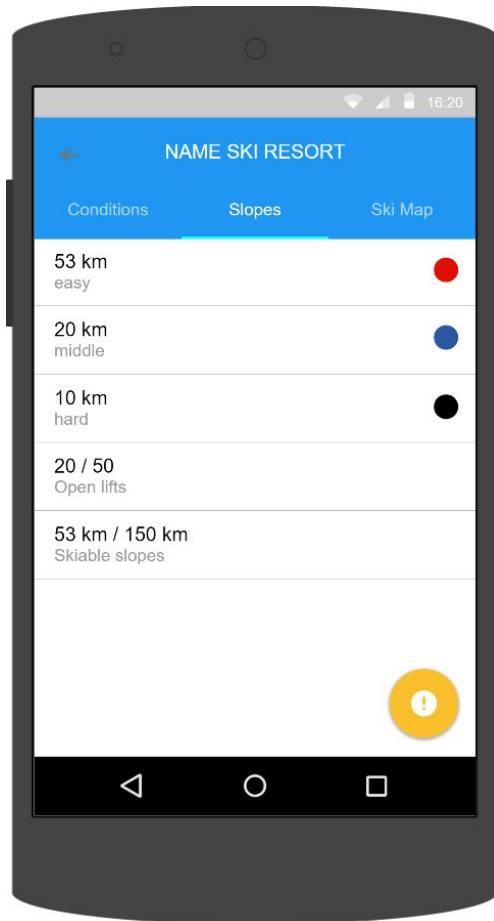 16:20
NAME SKI RESORT
Conditions Slopes Ski Map
53 km
easy
20 km
middle
10 km
hard
20 / 50
Open lifts
53 km / 150 km
Skiable slopes